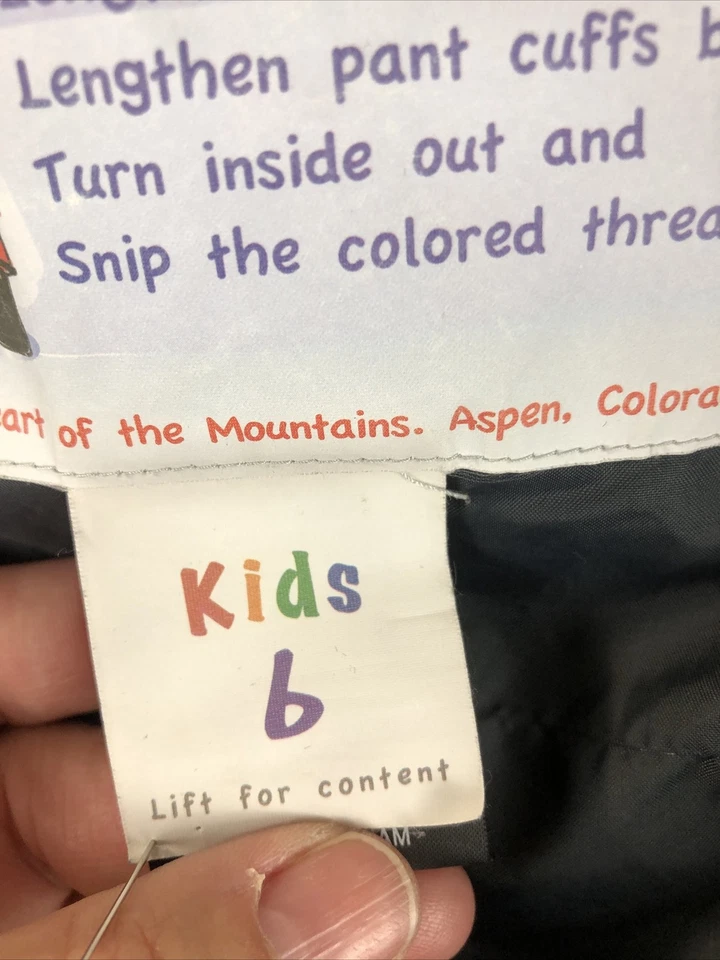 Lengthen pant cuffs
Turn inside out and
Snip the colored
of the Mountains. Aspen,
Kids
6
Lift for content